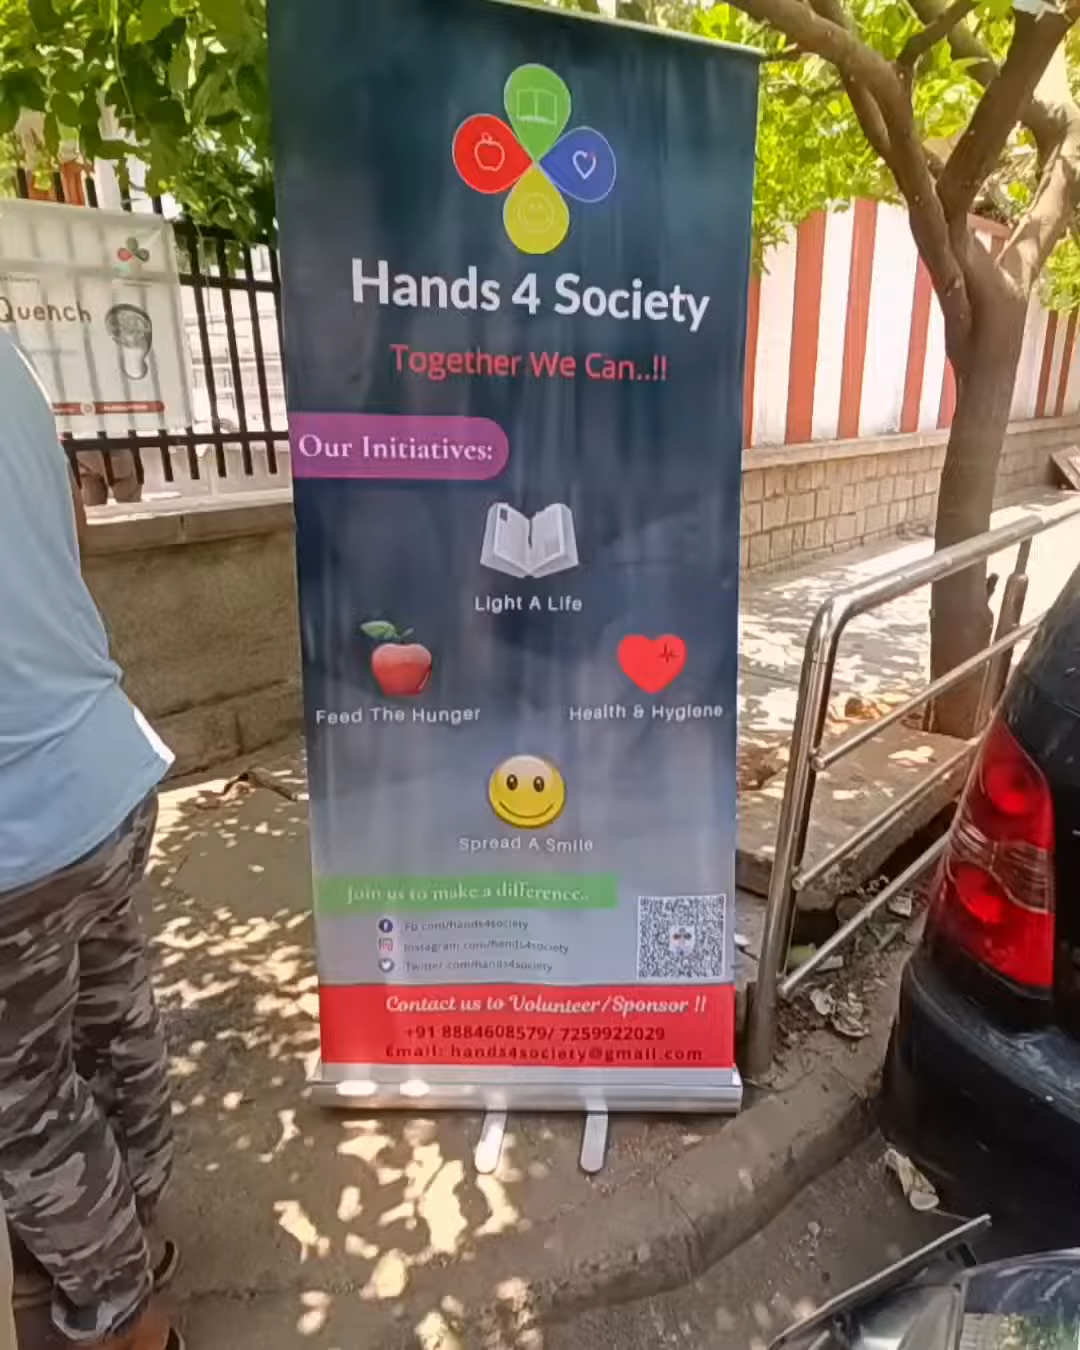 Hands 4 Society
Together We Can..!!
Our Initiatives:
Light A Life
Feed The Hunger
Health & Hygiene
Spread A Smile
Join us to make a difference..
Fb.com/hands4society
Instagram.com/hands4society
Twitter.com/hands4society
Contact us to Volunteer/Sponsor !!
+91 8884608579/ 7259922029
Email: hands4society@gmail.com
Quench